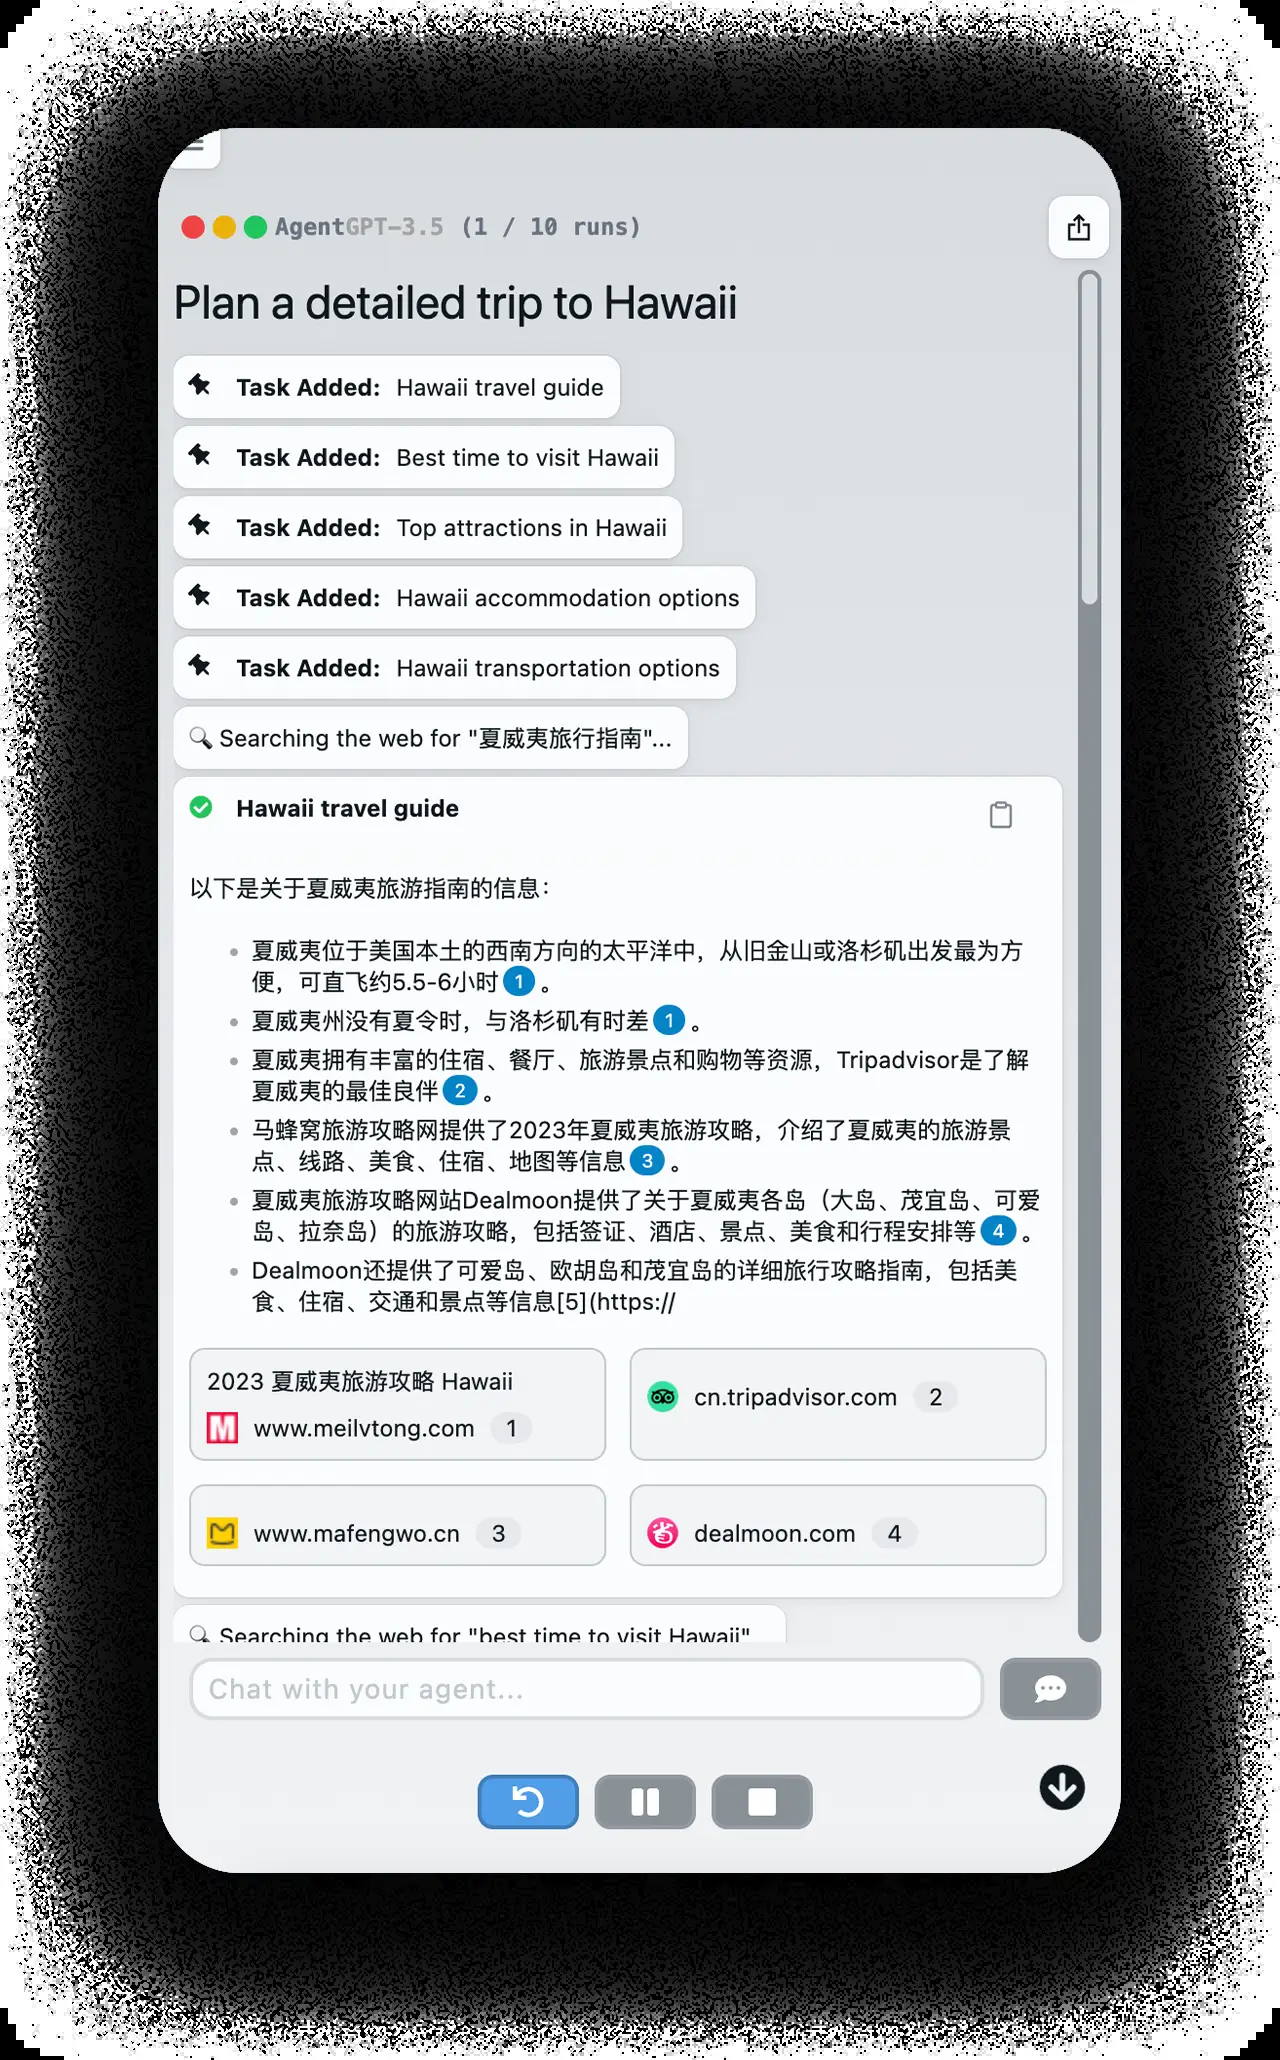 AgentGPT-3.5 (1 / 10 runs)
Plan a detailed trip to Hawaii
Task Added: Hawaii travel guide
Task Added: Best time to visit Hawaii
Task Added: Top attractions in Hawaii
Task Added: Hawaii accommodation options
Task Added: Hawaii transportation options
Searching the web for "夏威夷旅行指南"...
Hawaii travel guide
以下是关于夏威夷旅游指南的信息：
夏威夷位于美国本土的西南方向的太平洋中，从旧金山或洛杉矶出发最为方
便，可直飞约5.5-6小时 1 。
夏威夷州没有夏令时，与洛杉矶有时差 1 。
夏威夷拥有丰富的住宿、餐厅、旅游景点和购物等资源，Tripadvisor是了解
夏威夷的最佳良伴 2 。
马蜂窝旅游攻略网提供了2023年夏威夷旅游攻略，介绍了夏威夷的旅游景
点、线路、美食、住宿、地图等信息 3 。
夏威夷旅游攻略网站Dealmoon提供了关于夏威夷各岛（大岛、茂宜岛、可爱
岛、拉奈岛）的旅游攻略，包括签证、酒店、景点、美食和行程安排等 4 。
Dealmoon还提供了可爱岛、欧胡岛和茂宜岛的详细旅行攻略指南，包括美
食、住宿、交通和景点等信息[5](https://
2023 夏威夷旅游攻略 Hawaii
www.meilvtong.com 1
cn.tripadvisor.com 2
www.mafengwo.cn 3
dealmoon.com 4
Searching the web for "best time to visit Hawaii"
Chat with your agent...